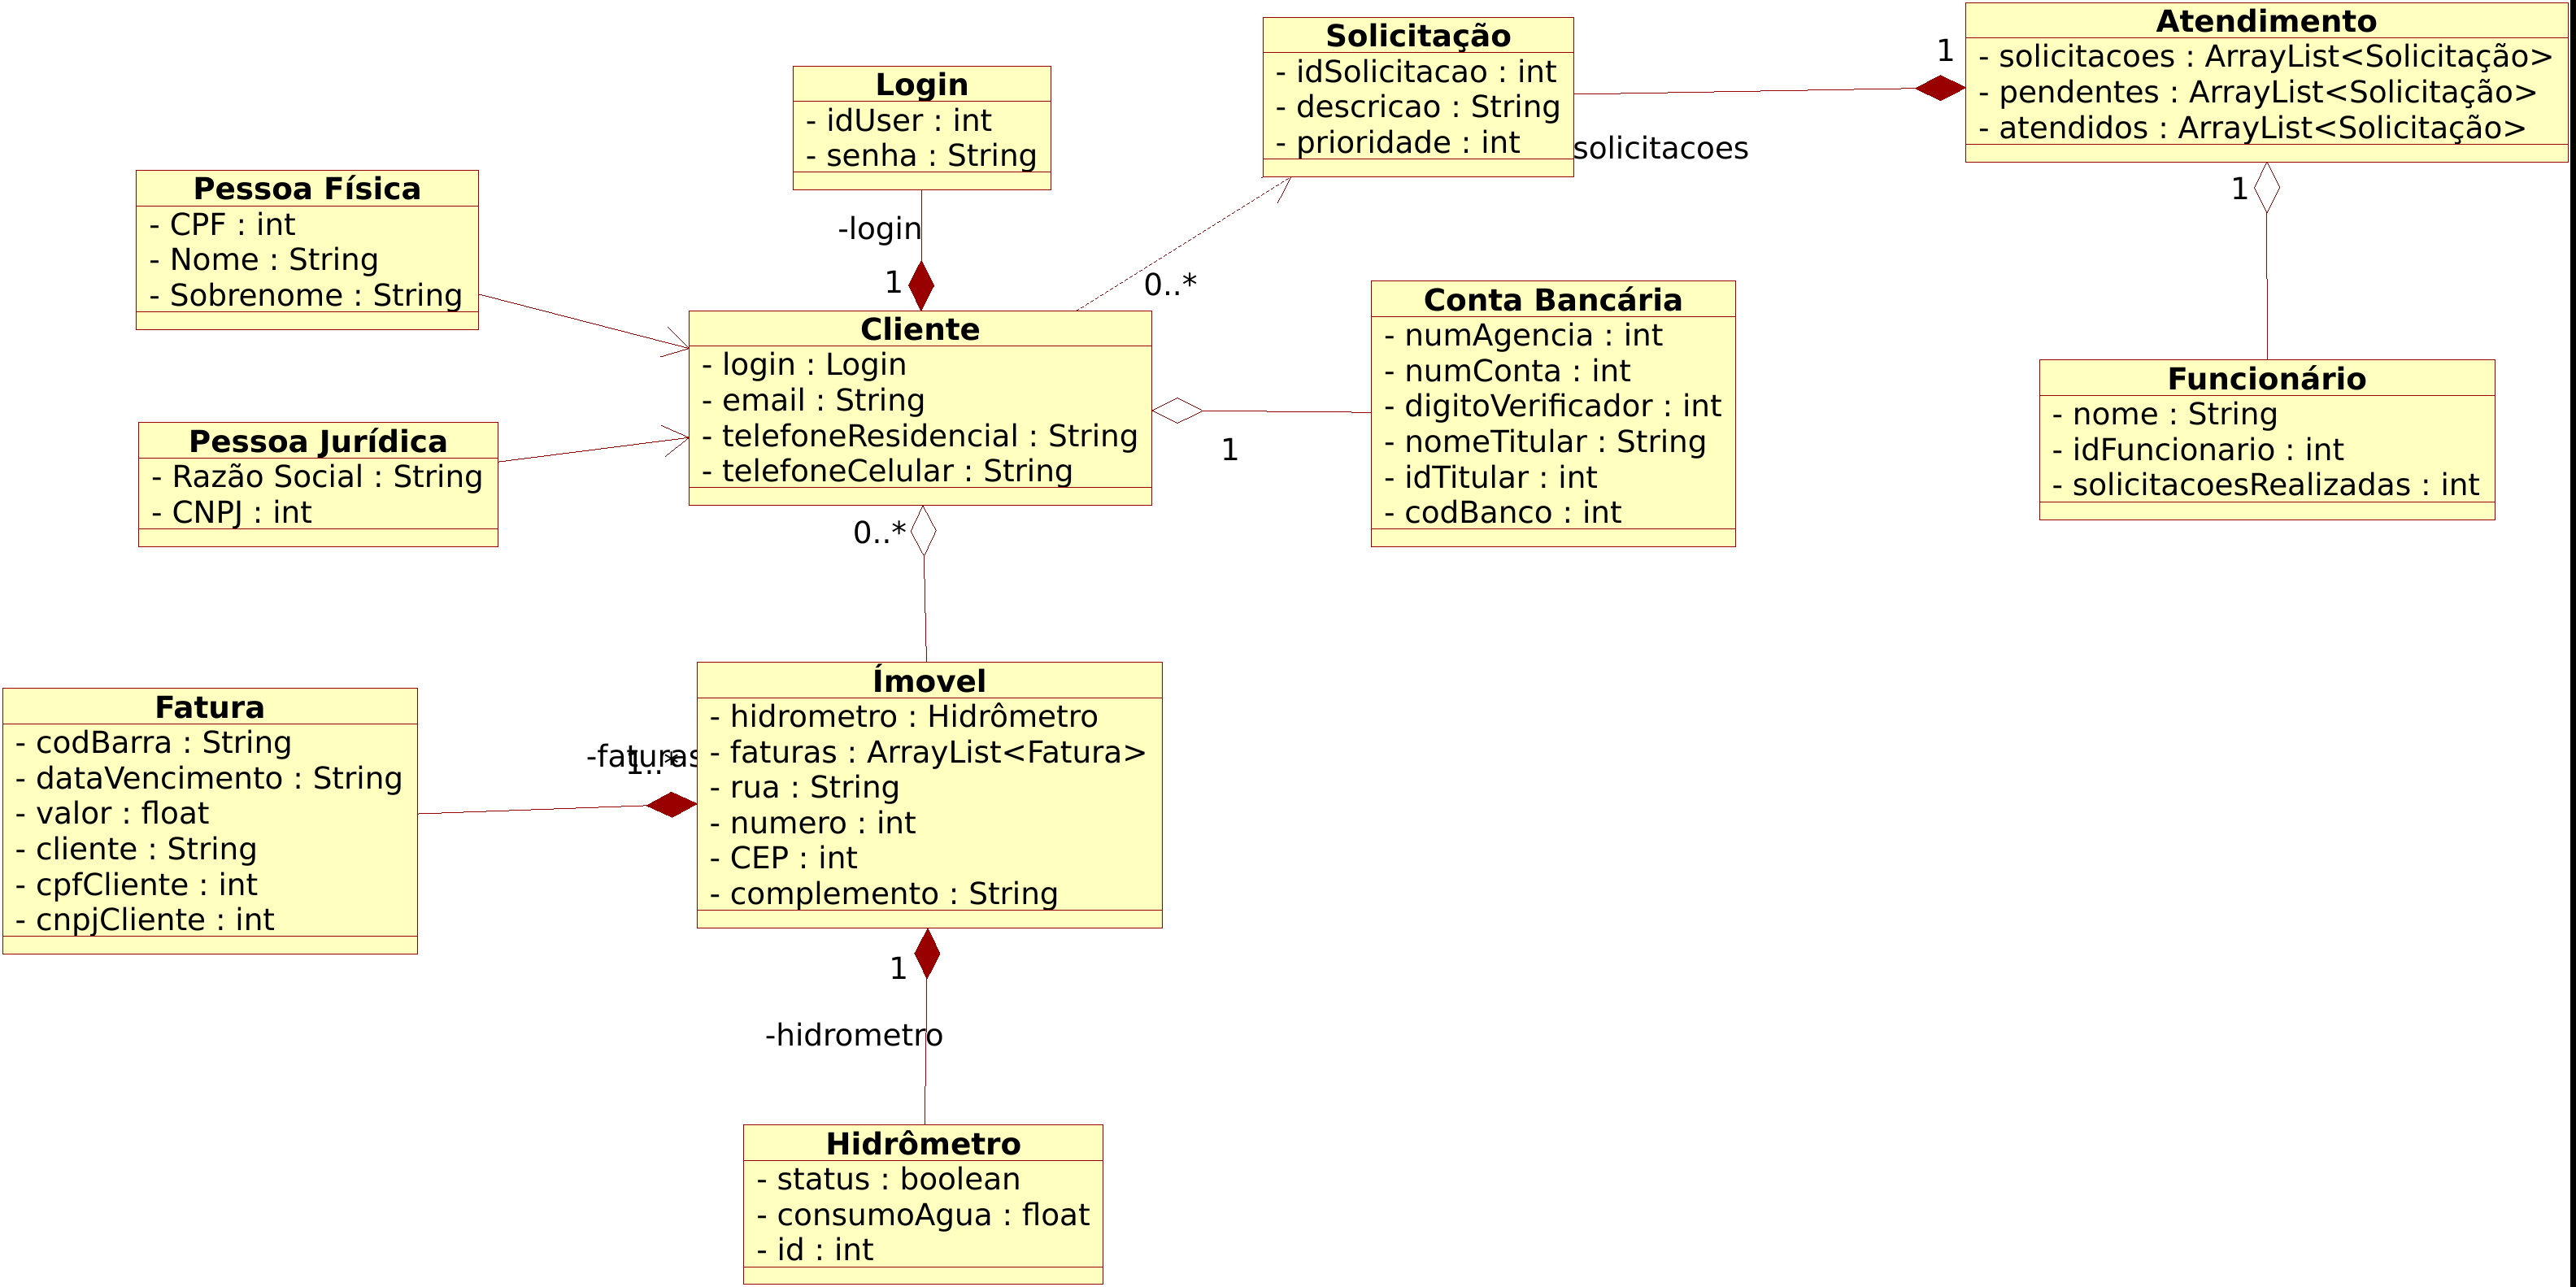 Atendimento
- solicitacoes : ArrayList<Solicitação>
- pendentes : ArrayList<Solicitação>
- atendidos : ArrayList<Solicitação>
1
1
Solicitação
- idSolicitacao : int
- descricao : String
- prioridade : int
solicitacoes
Login
- idUser : int
- senha : String
-login
1
0..*
Pessoa Física
- CPF : int
- Nome : String
- Sobrenome : String
Cliente
- login : Login
- email : String
- telefoneResidencial : String
- telefoneCelular : String
1
0..*
Conta Bancária
- numAgencia : int
- numConta : int
- digitoVerificador : int
- nomeTitular : String
- idTitular : int
- codBanco : int
Funcionário
- nome : String
- idFuncionario : int
- solicitacoesRealizadas : int
Pessoa Jurídica
- Razão Social : String
- CNPJ : int
Ímovel
- hidrometro : Hidrômetro
- faturas : ArrayList<Fatura>
- rua : String
- numero : int
- CEP : int
- complemento : String
Fatura
- codBarra : String
- dataVencimento : String
- valor : float
- cliente : String
- cpfCliente : int
- cnpjCliente : int
-faturas
1..*
1
-hidrometro
Hidrômetro
- status : boolean
- consumoAgua : float
- id : int